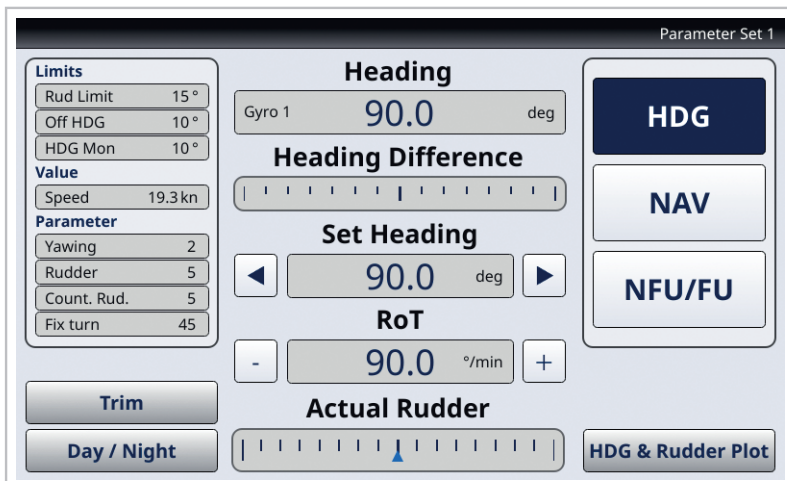 Parameter Set 1
Limits
Rud Limit 15°
Off HDG 10°
HDG Mon 10°
Value
Speed 19.3 kn
Parameter
Yawing 2
Rudder 5
Count. Rud. 5
Fix turn 45
Trim
Day / Night
Heading
Gyro 1 90.0 deg
Heading Difference
Set Heading
90.0 deg
RoT
- 90.0 °/min +
Actual Rudder
HDG
NAV
NFU/FU
HDG & Rudder Plot